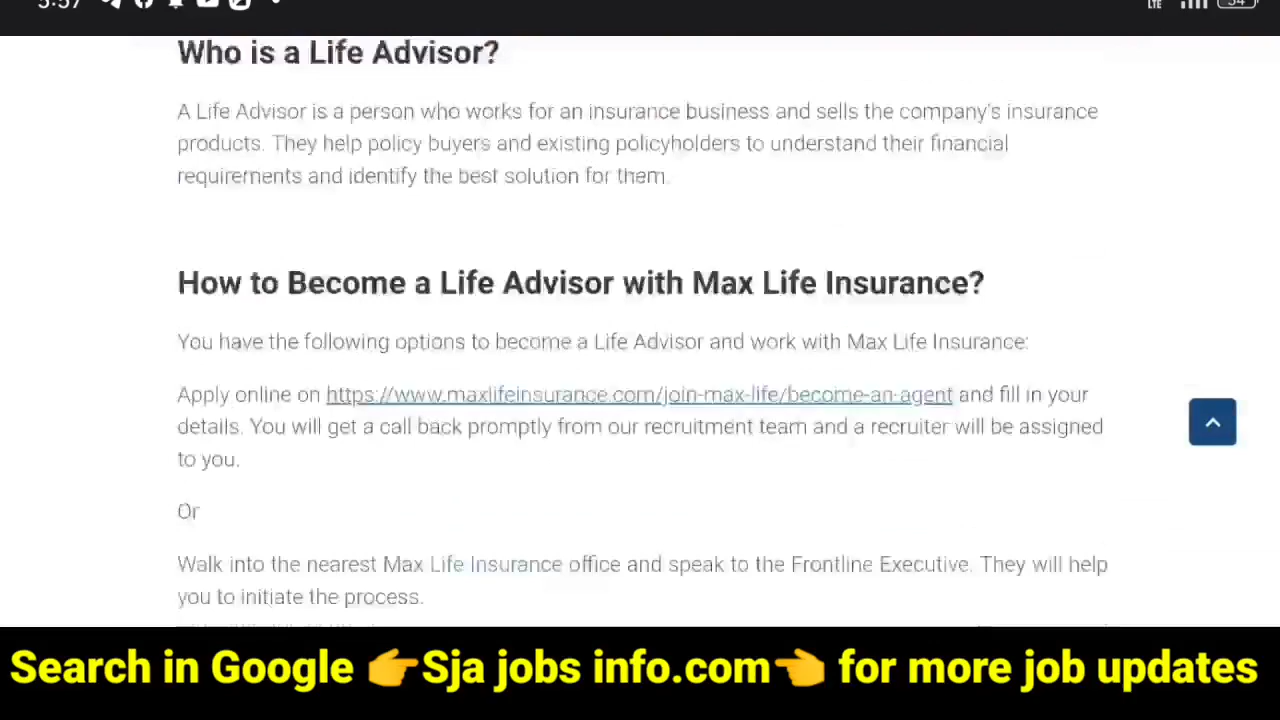 5:57
LTE
54
Who is a Life Advisor?
A Life Advisor is a person who works for an insurance business and sells the company's insurance
products. They help policy buyers and existing policyholders to understand their financial
requirements and identify the best solution for them.
How to Become a Life Advisor with Max Life Insurance?
You have the following options to become a Life Advisor and work with Max Life Insurance:
Apply online on https://www.maxlifeinsurance.com/join-max-life/become-an-agent and fill in your
details. You will get a call back promptly from our recruitment team and a recruiter will be assigned
to you.
Or
Walk into the nearest Max Life Insurance office and speak to the Frontline Executive. They will help
you to initiate the process.
Search in Google 👉Sja jobs info.com👈 for more job updates